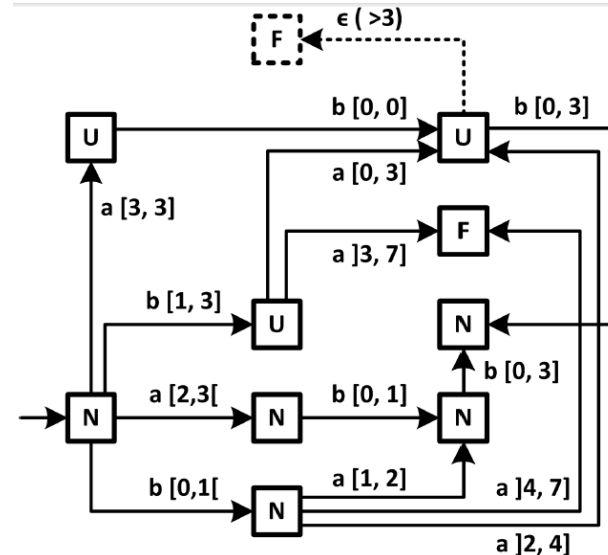 ϵ ( >3)
F
b [0, 0]
b [0, 3]
U
U
a [0, 3]
a [3, 3]
F
a ]3, 7]
b [1, 3]
U
N
b [0, 3]
a [2,3[
b [0, 1]
N
N
N
a [1, 2]
b [0,1[
a ]4, 7]
N
a ]2, 4]